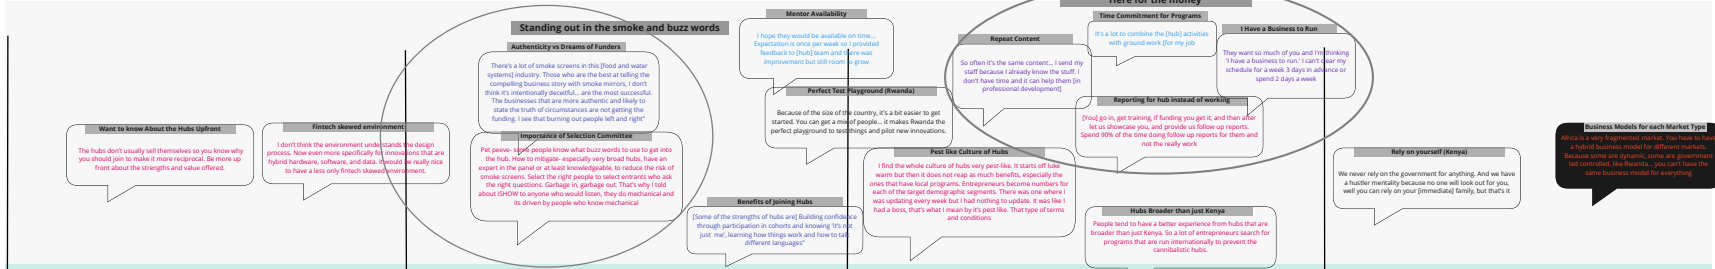 Want to know About the Hubs Upfront
The hubs don't usually sell themselves so you know why
you should join to make it more reciprocal. Be more up
front about the strengths and value offered.
Fintech skewed environment
I don't think the environment understands the design
process. Now even more specifically for innovations that are
hybrid hardware, software, and data. It would be really nice
to have a less only fintech skewed environment.
Standing out in the smoke and buzz words
Authenticity vs Dreams of Funders
There's a lot of smoke screens in this [food and water
systems] industry. Those who are the best at telling the
compelling business story with smoke mirrors, I don't
think it's intentionally deceitful... are the most successful.
The businesses that are more authentic and likely to
state the truth of circumstances are not getting the
funding. I see that burning out people left and right"
Importance of Selection Committee
Pet peeve- some people know what buzz words to use to get into
the hub. How to mitigate- especially very broad hubs, have an
expert in the panel or at least knowledgeable, to reduce the risk of
smoke screens. Select the right people to select entrants who ask
the right questions. Garbage in, garbage out. That's why I told
about ISHOW to anyone who would listen, they do mechanical and
its driven by people who know mechanical
Mentor Availability
I hope they would be available on time...
Expectation is once per week so I provided
feedback to [hub] team and there was
improvement but still room to grow
Perfect Test Playground (Rwanda)
Because of the size of the country, it's a bit easier to get
started. You can get a mix of people... it makes Rwanda the
perfect playground to test things and pilot new innovations.
Benefits of Joining Hubs
[Some of the strengths of hubs are] Building confidence
through participation in cohorts and knowing 'it's not
just me', learning how things work and how to talk
different languages"
Pest like Culture of Hubs
I find the whole culture of hubs very pest-like. It starts off luke
warm but then it does not reap as much benefits, especially the
ones that have local programs. Entrepreneurs become numbers for
each of the target demographic segments. There was one where I
was updating every week but I had nothing to update. It was like I
had a boss, that's what I mean by it's pest like. That type of terms
and conditions
Here for the money
Repeat Content
So often it's the same content... I send my
staff because I already know the stuff. I
don't have time and it can help them [in
professional development]
Time Commitment for Programs
It's a lot to combine the [hub] activities
with ground work [for my job
I Have a Business to Run
They want so much of you and I'm thinking
'I have a business to run.' I can't clear my
schedule for a week 3 days in advance or
spend 2 days a week
Reporting for hub instead of working
[You] go in, get training, if funding you get it, and then after
let us showcase you, and provide us follow up reports.
Spend 90% of the time doing follow up reports for them and
not the really work
Hubs Broader than just Kenya
People tend to have a better experience from hubs that are
broader than just Kenya. So a lot of entrepreneurs search for
programs that are run internationally to prevent the
cannibalistic hubs.
Rely on yourself (Kenya)
We never rely on the government for anything. And we have
a hustler mentality because no one will look out for you,
well you can rely on your [immediate] family, but that's it
Business Models for each Market Type
Africa is a very fragmented market. You have to have
a hybrid business model for different markets.
Because some are dynamic, some are government
led controlled, like Rwanda... you can't have the
same business model for everything